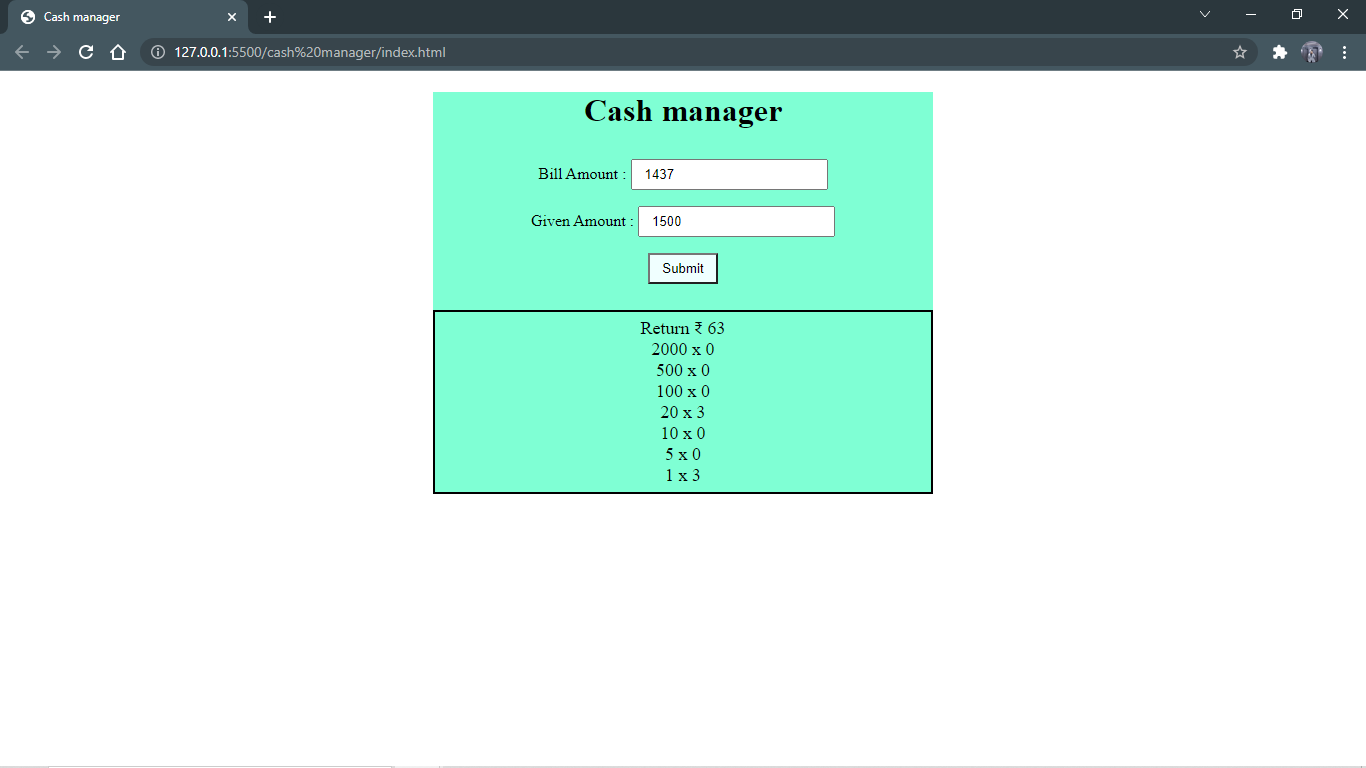 Cash manager
127.0.0.1:5500/cash%20manager/index.html
Cash manager
Bill Amount : 1437
Given Amount : 1500
Submit
Return ₹ 63
2000 x 0
500 x 0
100 x 0
20 x 3
10 x 0
5 x 0
1 x 3